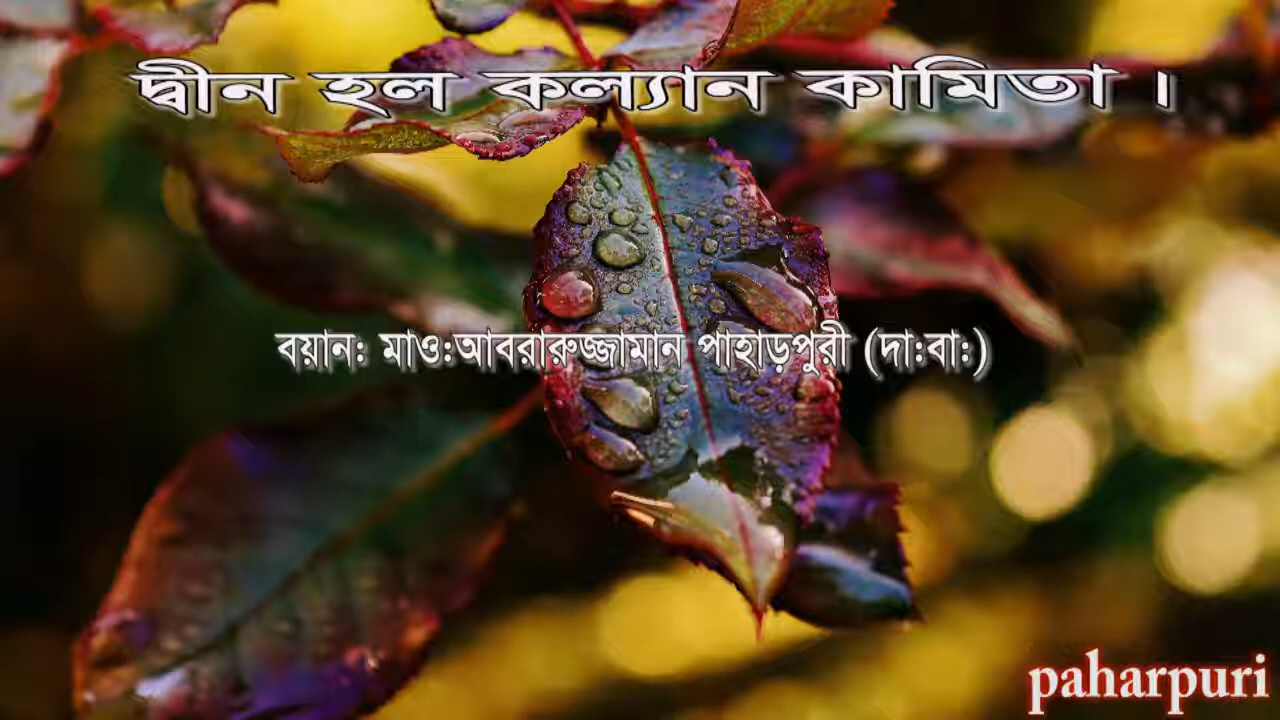 দ্বীন হল কল্যান কামিতা ।
বয়ান: মাও:আবরারুজ্জামান পাহাড়পুরী (দা:বা:)
paharpuri